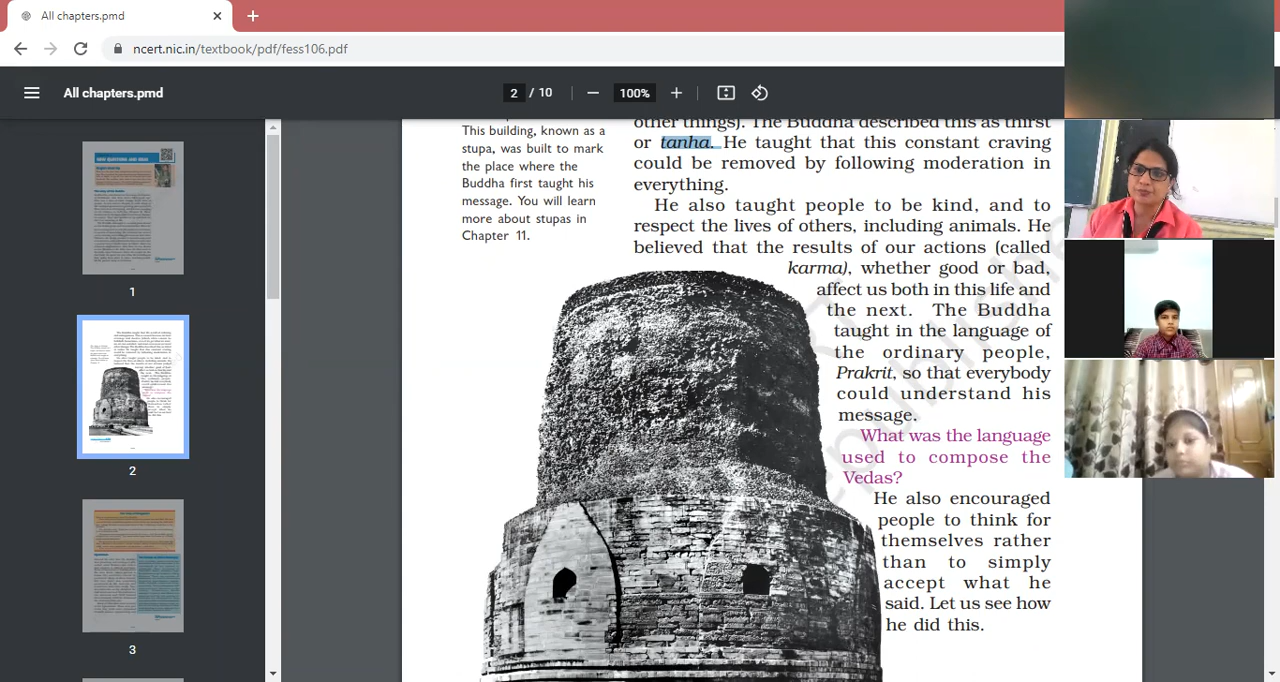 All chapters.pmd
ncert.nic.in/textbook/pdf/fess106.pdf
All chapters.pmd
2 / 10
100%
This building, known as a
stupa, was built to mark
the place where the
Buddha first taught his
message. You will learn
more about stupas in
Chapter 11.
other things). The Buddha described this as thirst
or tanha. He taught that this constant craving
could be removed by following moderation in
everything.
He also taught people to be kind, and to
respect the lives of others, including animals. He
believed that the results of our actions (called
karma), whether good or bad,
affect us both in this life and
the next. The Buddha
taught in the language of
the ordinary people,
Prakrit, so that everybody
could understand his
message.
What was the language
used to compose the
Vedas?
He also encouraged
people to think for
themselves rather
than to simply
accept what he
said. Let us see how
he did this.
1
2
3